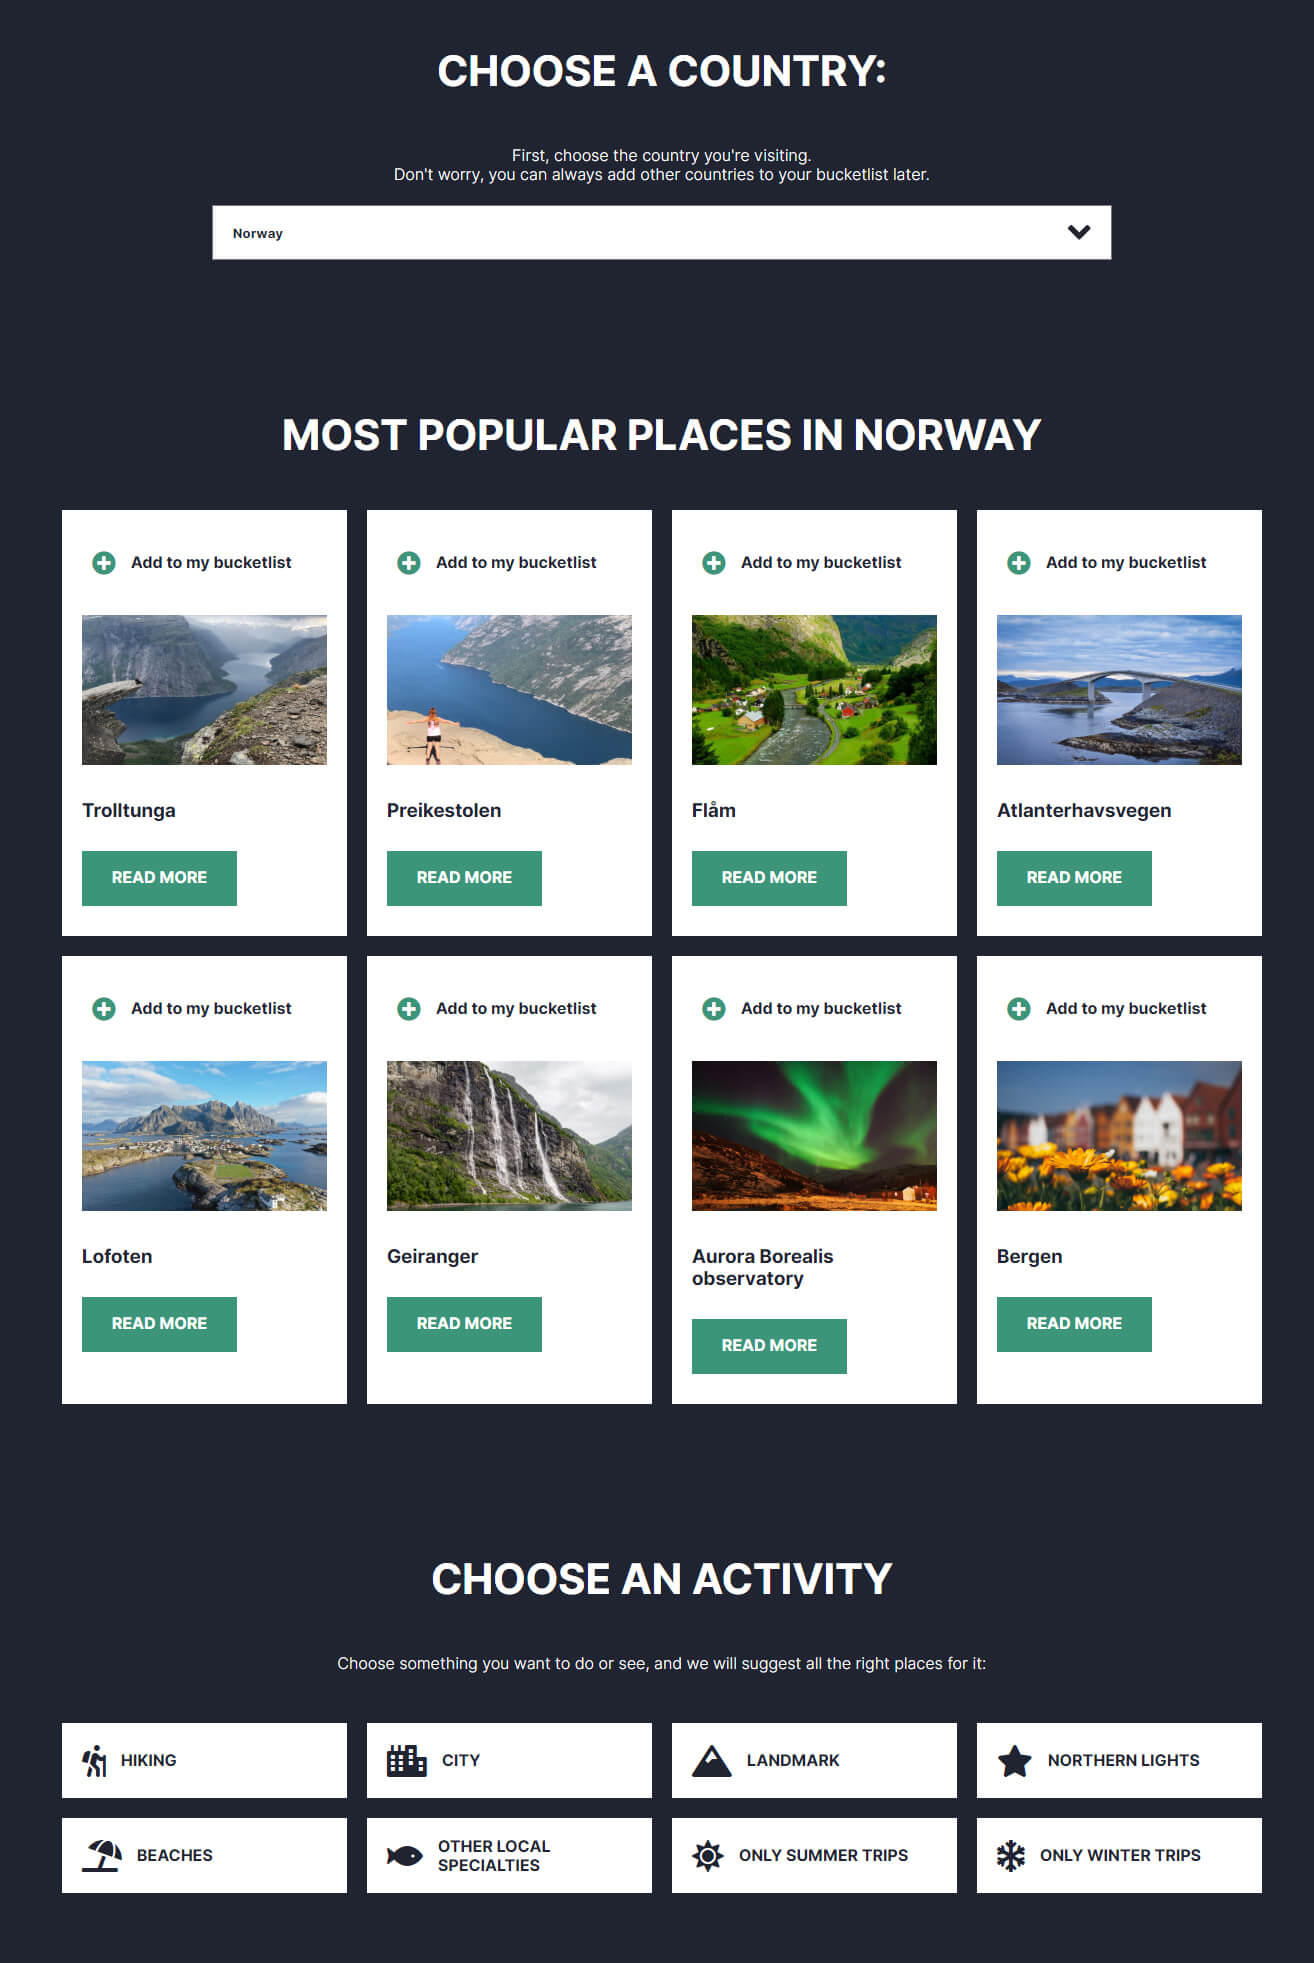 CHOOSE A COUNTRY:
First, choose the country you're visiting.
Don't worry, you can always add other countries to your bucketlist later.
Norway
MOST POPULAR PLACES IN NORWAY
Add to my bucketlist
Trolltunga
READ MORE
Add to my bucketlist
Preikestolen
READ MORE
Add to my bucketlist
Flåm
READ MORE
Add to my bucketlist
Atlanterhavsvegen
READ MORE
Add to my bucketlist
Lofoten
READ MORE
Add to my bucketlist
Geiranger
READ MORE
Add to my bucketlist
Aurora Borealis
observatory
READ MORE
Add to my bucketlist
Bergen
READ MORE
CHOOSE AN ACTIVITY
Choose something you want to do or see, and we will suggest all the right places for it:
HIKING
CITY
LANDMARK
NORTHERN LIGHTS
BEACHES
OTHER LOCAL
SPECIALTIES
ONLY SUMMER TRIPS
ONLY WINTER TRIPS